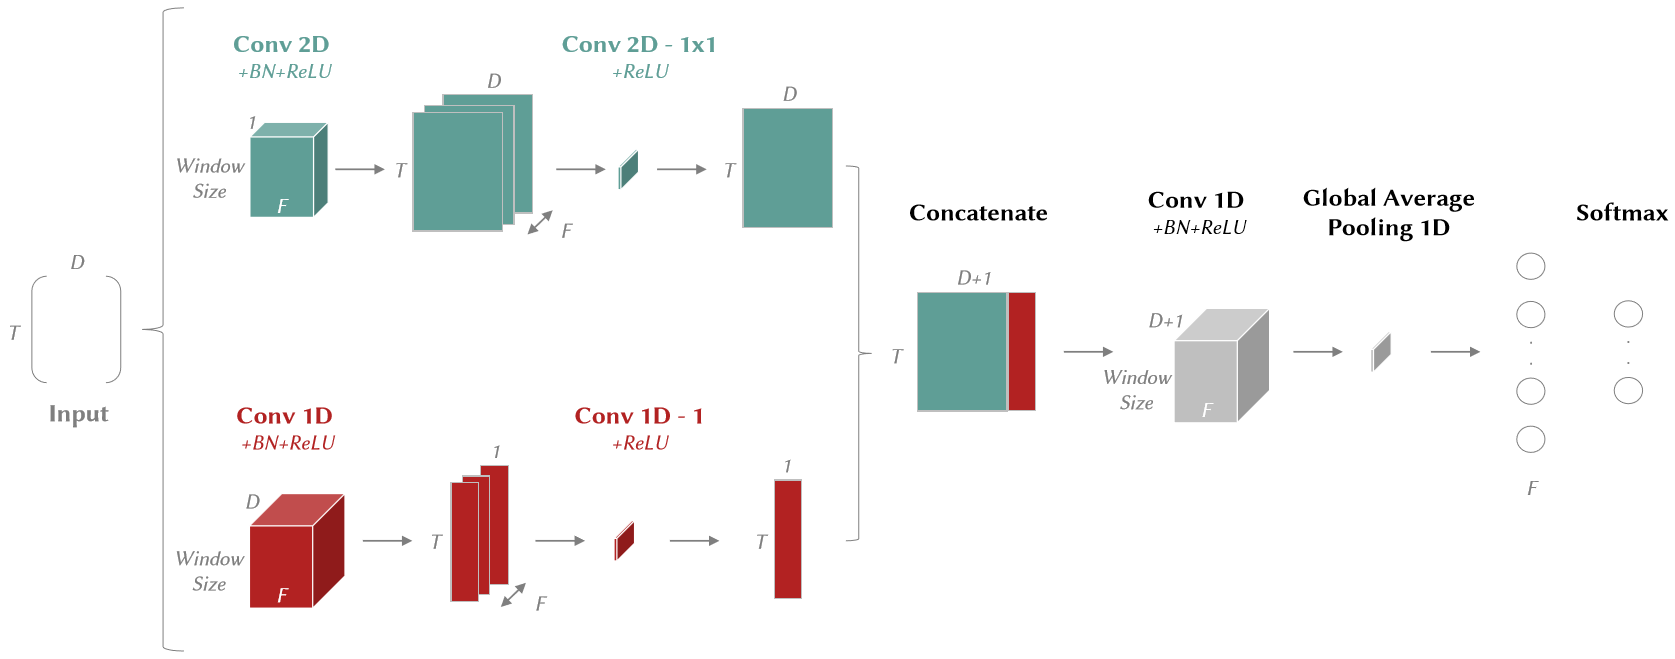 D
T
Input
Conv 2D
+BN+ReLU
1
Window
Size
F
D
T
F
Conv 2D - 1x1
+ReLU
D
T
Conv 1D
+BN+ReLU
D
Window
Size
F
1
T
F
Conv 1D - 1
+ReLU
1
T
Concatenate
D+1
T
Conv 1D
+BN+ReLU
D+1
Window
Size
F
Global Average
Pooling 1D
F
Softmax